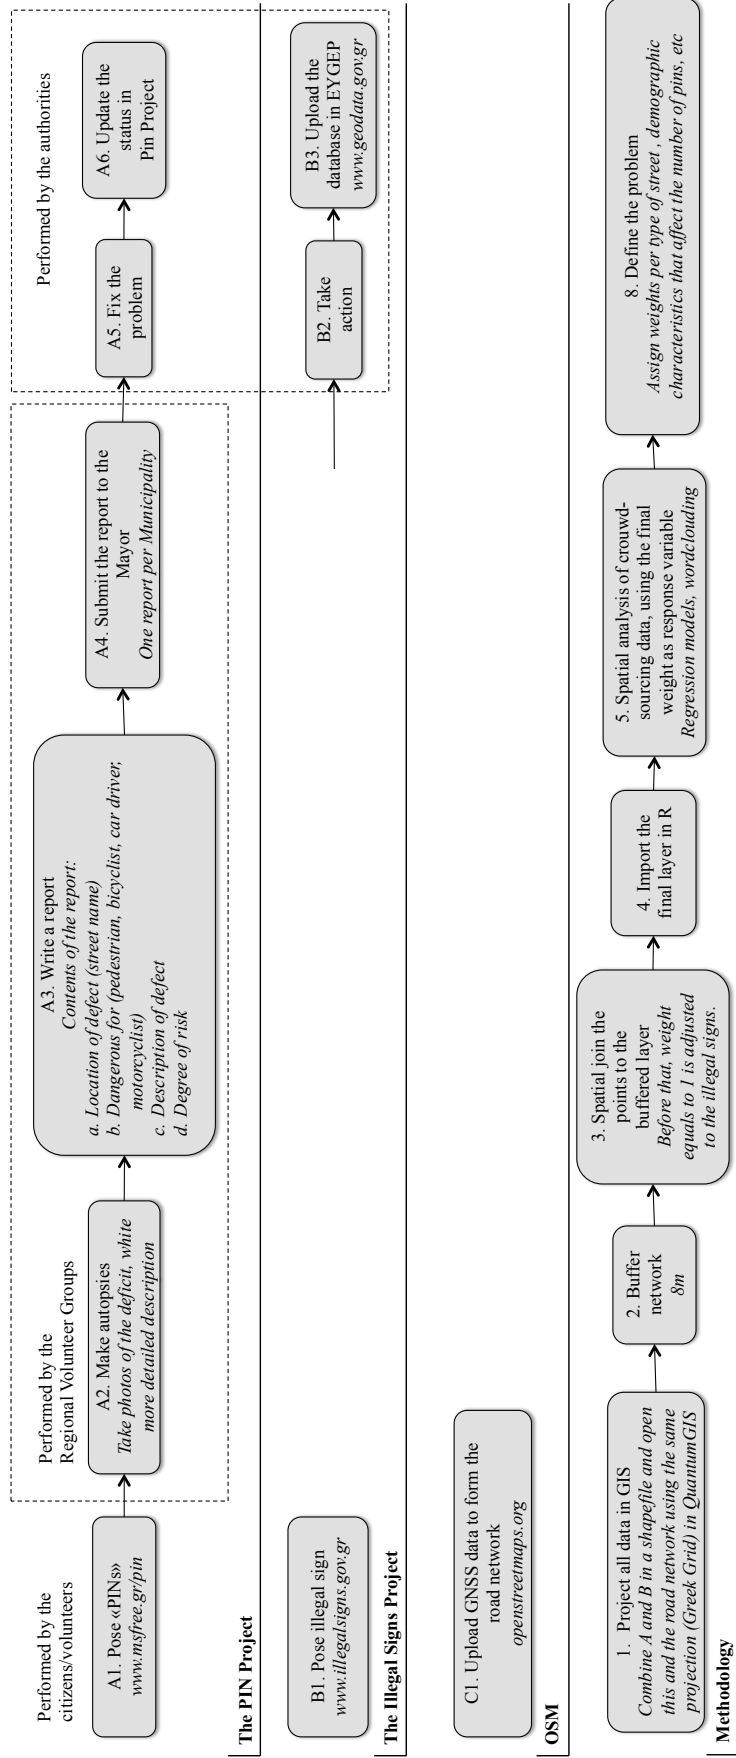 Performed by the
citizens/volunteers
Performed by the
Regional Volunteer Groups
Performed by the authorities
A1. Pose «PINs»
www.msfree.gr/pin
A2. Make autopsies
Take photos of the deficit, white
more detailed description
A3. Write a report
Contents of the report:
a. Location of defect (street name)
b. Dangerous for (pedestrian, bicyclist, car driver,
motorcyclist)
c. Description of defect
d. Degree of risk
A4. Submit the report to the
Mayor
One report per Municipality
A5. Fix the
problem
A6. Update the
status in
Pin Project
The PIN Project
B1. Pose illegal sign
www.illegalsigns.gov.gr
B2. Take
action
B3. Upload the
database in EYGEP
www.geodata.gov.gr
The Illegal Signs Project
C1. Upload GNSS data to form the
road network
openstreetmaps.org
OSM
1. Project all data in GIS
Combine A and B in a shapefile and open
this and the road network using the same
projection (Greek Grid) in QuantumGIS
2. Buffer
network
8m
3. Spatial join the
points to the
buffered layer
Before that, weight
equals to 1 is adjusted
to the illegal signs.
4. Import the
final layer in R
5. Spatial analysis of crouwd-
sourcing data, using the final
weight as response variable
Regression models, wordclouding
8. Define the problem
Assign weights per type of street , demographic
characteristics that affect the number of pins, etc
Methodology